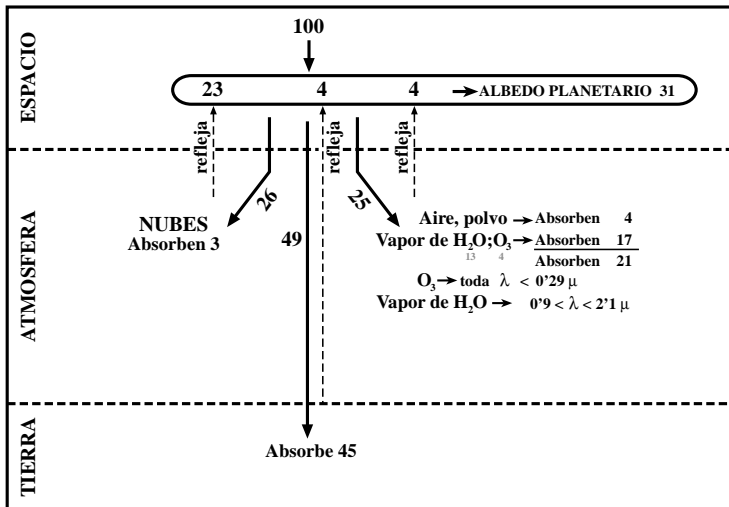 100
ESPACIO
23 4 4 → ALBEDO PLANETARIO 31
refleja
refleja
refleja
ATMOSFERA
26
25
NUBES
Absorben 3
49
Aire, polvo → Absorben 4
Vapor de H₂O;O₃ → Absorben 17
13 4
Absorben 21
O₃ → toda λ < 0'29 μ
Vapor de H₂O → 0'9 < λ < 2'1 μ
TIERRA
Absorbe 45